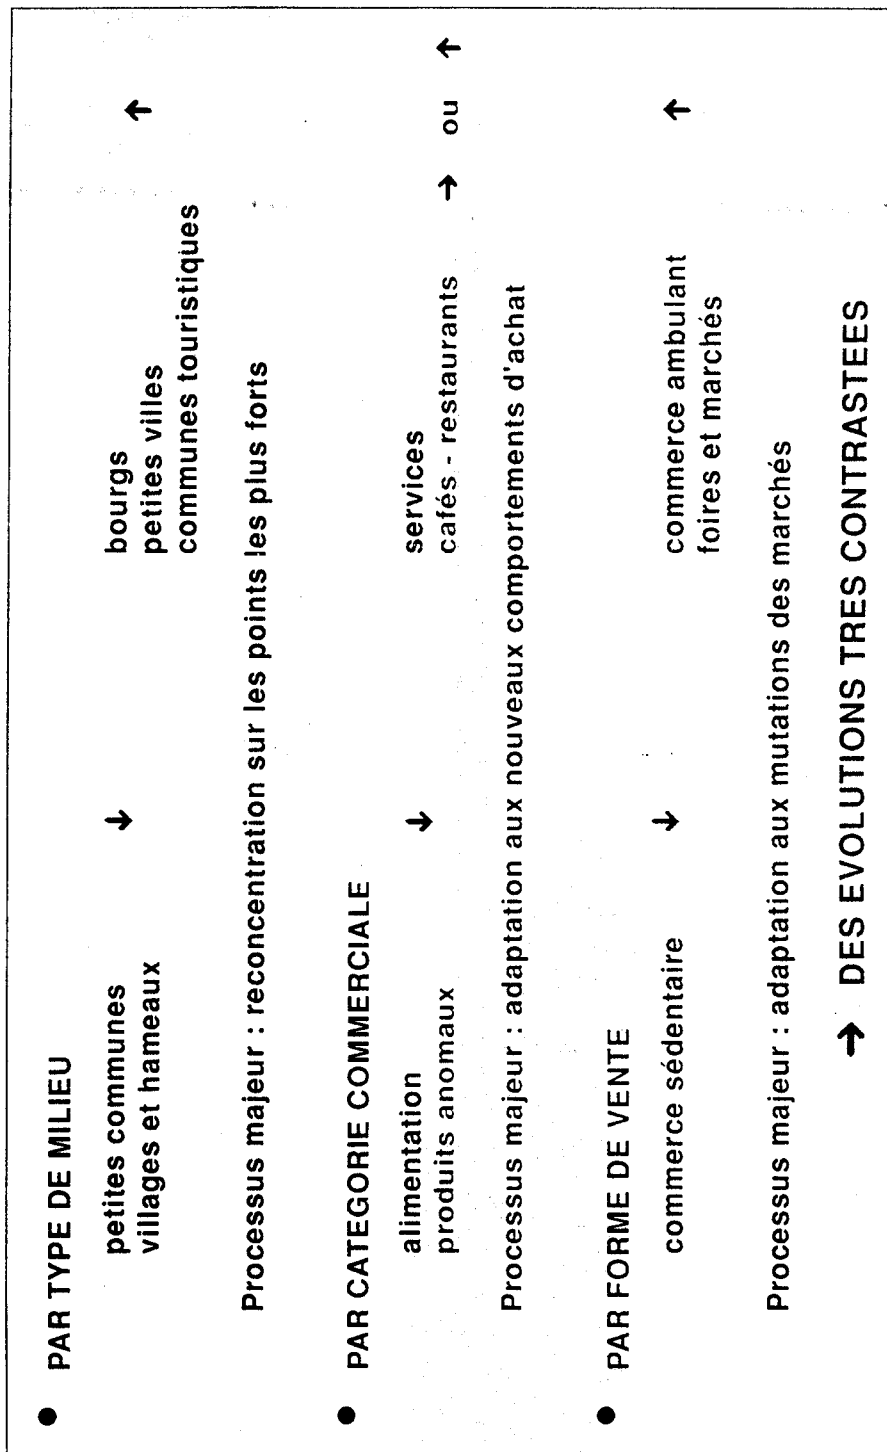 ● PAR TYPE DE MILIEU
petites communes ↓ bourgs ↑
villages et hameaux petites villes
communes touristiques
Processus majeur : reconcentration sur les points les plus forts
● PAR CATEGORIE COMMERCIALE
alimentation ↓ services → ou ↑
produits anomaux cafés - restaurants
Processus majeur : adaptation aux nouveaux comportements d'achat
● PAR FORME DE VENTE
commerce sédentaire ↓ commerce ambulant ↑
foires et marchés
Processus majeur : adaptation aux mutations des marchés
→ DES EVOLUTIONS TRES CONTRASTEES